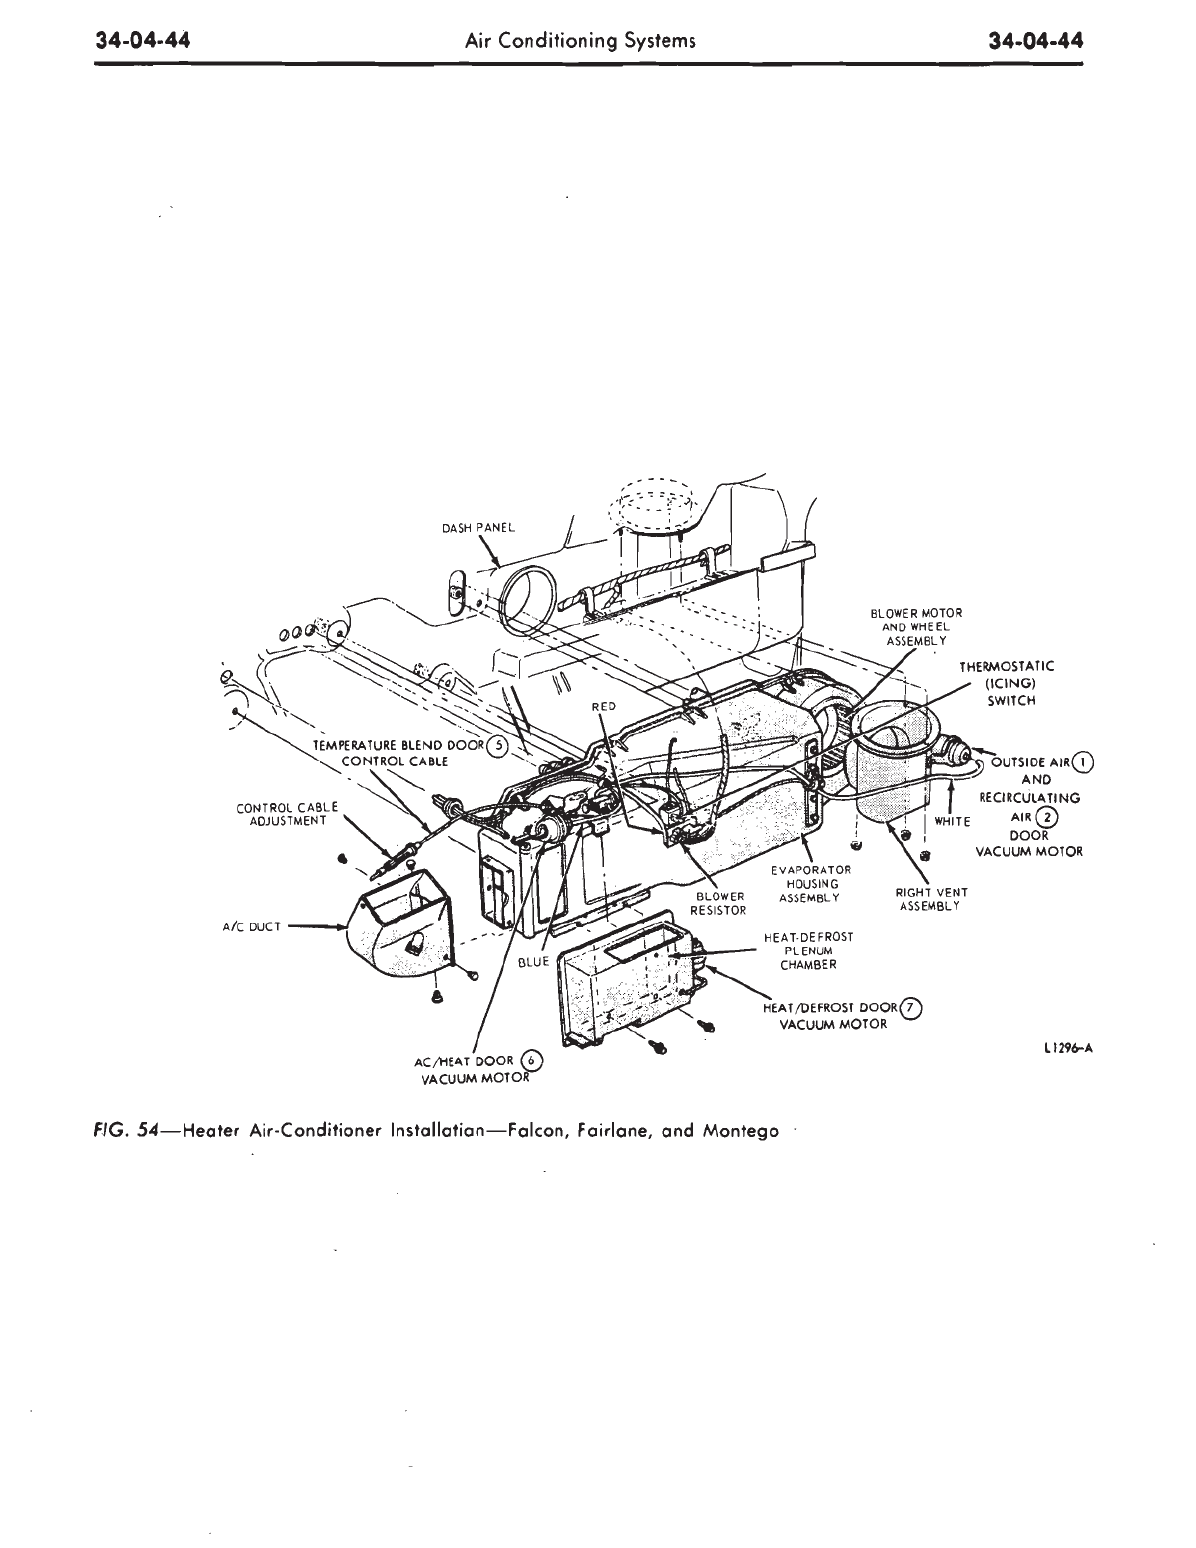 34-04-44 Air Conditioning Systems 34-04-44
DASH PANEL
BLOWER MOTOR
AND WHEEL
ASSEMBLY
THERMOSTATIC
(ICING)
SWITCH
RED
TEMPERATURE BLEND DOOR 5
CONTROL CABLE
OUTSIDE AIR 1
AND
RECIRCULATING
AIR 2
DOOR
VACUUM MOTOR
CONTROL CABLE
ADJUSTMENT
WHITE
EVAPORATOR
HOUSING
ASSEMBLY
RIGHT VENT
ASSEMBLY
BLOWER
RESISTOR
A/C DUCT
HEAT-DEFROST
PLENUM
CHAMBER
BLUE
HEAT/DEFROST DOOR 7
VACUUM MOTOR
AC/HEAT DOOR 6
VACUUM MOTOR
L1296-A
FIG. 54—Heater Air-Conditioner Installation—Falcon, Fairlane, and Montego